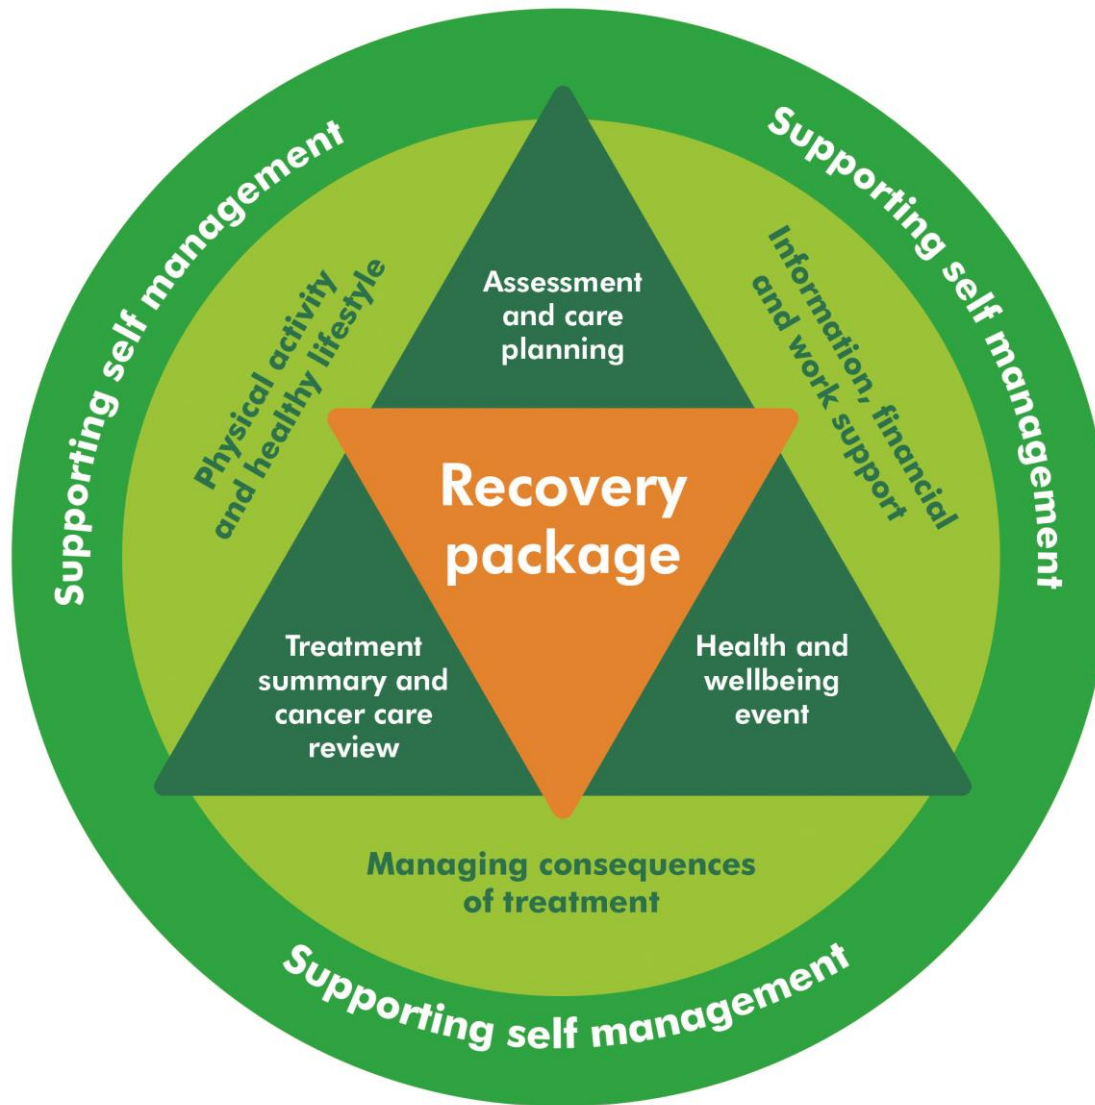 Supporting self management
Supporting self management
Physical activity
and healthy lifestyle
Information, financial
and work support
Assessment
and care
planning
Recovery
package
Treatment
summary and
cancer care
review
Health and
wellbeing
event
Managing consequences
of treatment
Supporting self management